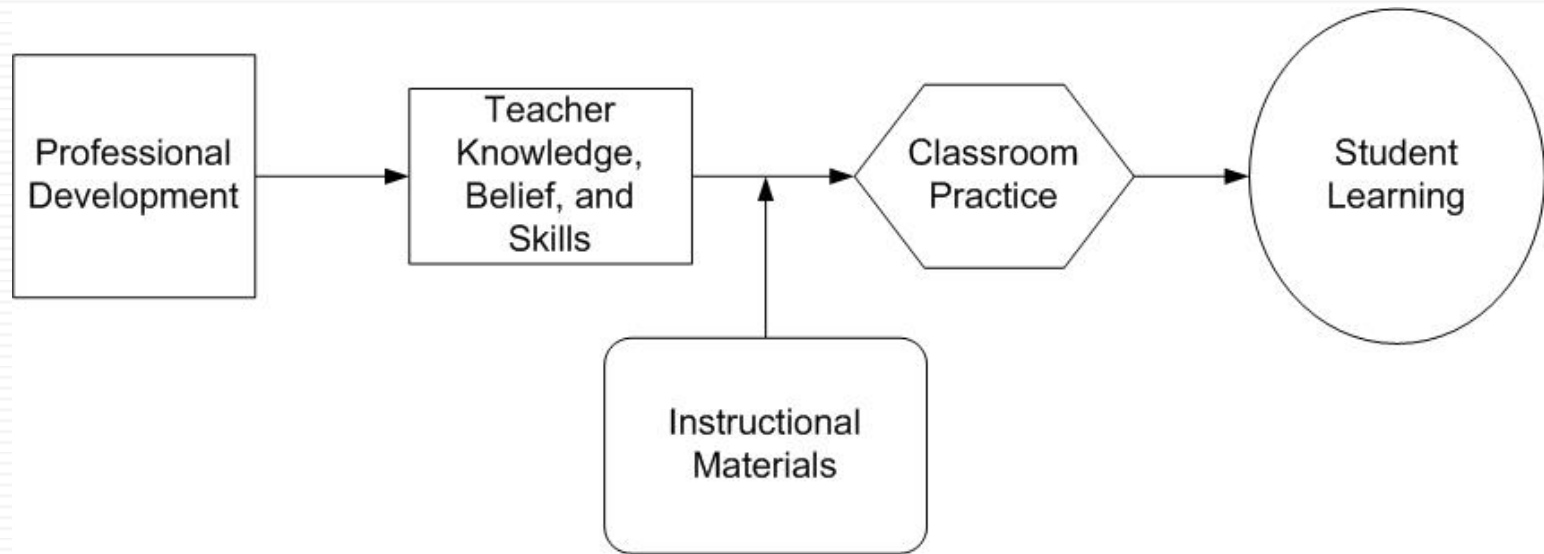 Professional
Development
Teacher
Knowledge,
Belief, and
Skills
Classroom
Practice
Student
Learning
Instructional
Materials